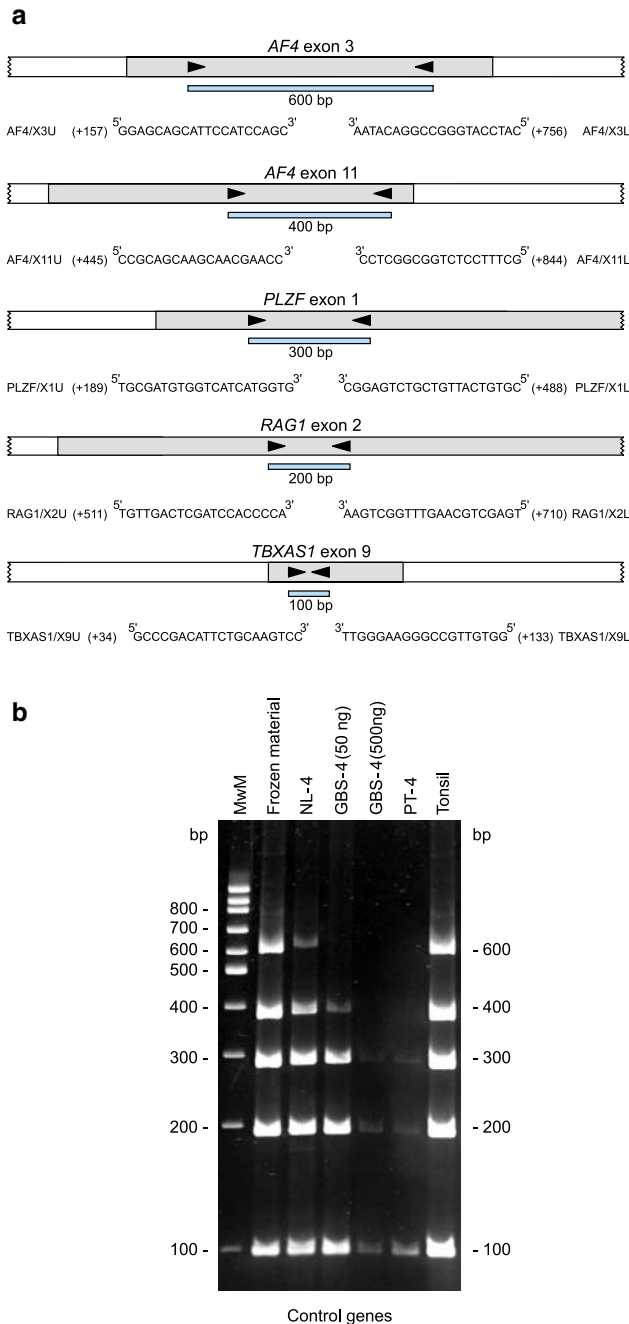 a
AF4 exon 3
600 bp
AF4/X3U (+157) 5'GGAGCAGCATTCCATCCAGC3' 3'AATACAGGCCGGGTACCTAC5' (+756) AF4/X3L
AF4 exon 11
400 bp
AF4/X11U (+445) 5'CCGCAGCAAGCAACGAACC3' 3'CCTCGGCGGTCTCCTTTCG5' (+844) AF4/X11L
PLZF exon 1
300 bp
PLZF/X1U (+189) 5'TGCGATGTGGTCATCATGGTG3' 3'CGGAGTCTGCTGTTACTGTGC5' (+488) PLZF/X1L
RAG1 exon 2
200 bp
RAG1/X2U (+511) 5'TGTTGACTCGATCCACCCCA3' 3'AAGTCGGTTTGAACGTCGAGT5' (+710) RAG1/X2L
TBXAS1 exon 9
100 bp
TBXAS1/X9U (+34) 5'GCCCGACATTCTGCAAGTCC3' 3'TTGGGAAGGGCCGTTGTGG5' (+133) TBXAS1/X9L
b
MwM Frozen material NL-4 GBS-4 (50 ng) GBS-4 (500ng) PT-4 Tonsil
bp bp
800 -
700 -
600 - - 600
500 -
400 - - 400
300 - - 300
200 - - 200
100 - - 100
Control genes